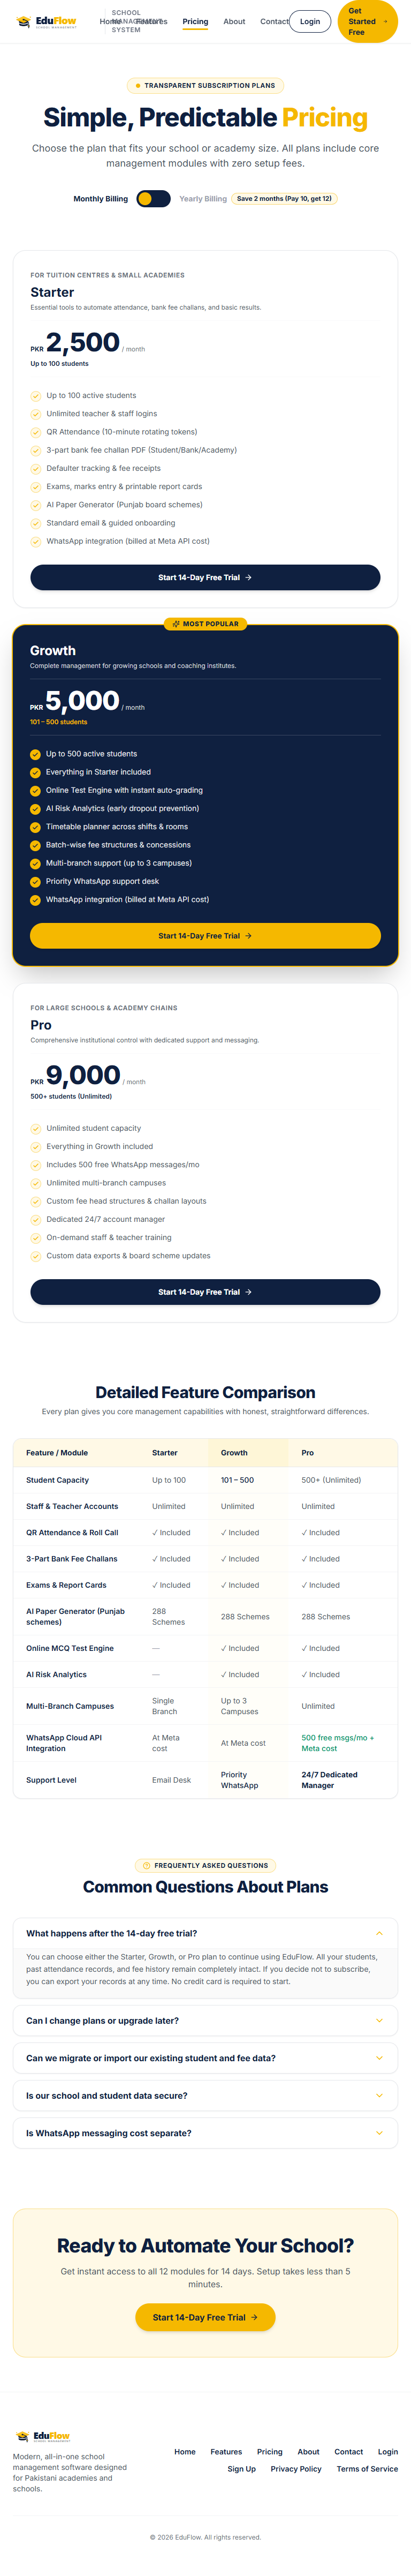 EduFlow
SCHOOL MANAGEMENT
SCHOOL
MANAGEMENT
SYSTEM
Home
Features
Pricing
About
Contact
Login
Get
Started
Free
TRANSPARENT SUBSCRIPTION PLANS
Simple, Predictable Pricing
Choose the plan that fits your school or academy size. All plans include core
management modules with zero setup fees.
Monthly Billing
Yearly Billing
Save 2 months (Pay 10, get 12)
FOR TUITION CENTRES & SMALL ACADEMIES
Starter
Essential tools to automate attendance, bank fee challans, and basic results.
PKR 2,500 / month
Up to 100 students
Up to 100 active students
Unlimited teacher & staff logins
QR Attendance (10-minute rotating tokens)
3-part bank fee challan PDF (Student/Bank/Academy)
Defaulter tracking & fee receipts
Exams, marks entry & printable report cards
AI Paper Generator (Punjab board schemes)
Standard email & guided onboarding
WhatsApp integration (billed at Meta API cost)
Start 14-Day Free Trial →
MOST POPULAR
Growth
Complete management for growing schools and coaching institutes.
PKR 5,000 / month
101 – 500 students
Up to 500 active students
Everything in Starter included
Online Test Engine with instant auto-grading
AI Risk Analytics (early dropout prevention)
Timetable planner across shifts & rooms
Batch-wise fee structures & concessions
Multi-branch support (up to 3 campuses)
Priority WhatsApp support desk
WhatsApp integration (billed at Meta API cost)
Start 14-Day Free Trial →
FOR LARGE SCHOOLS & ACADEMY CHAINS
Pro
Comprehensive institutional control with dedicated support and messaging.
PKR 9,000 / month
500+ students (Unlimited)
Unlimited student capacity
Everything in Growth included
Includes 500 free WhatsApp messages/mo
Unlimited multi-branch campuses
Custom fee head structures & challan layouts
Dedicated 24/7 account manager
On-demand staff & teacher training
Custom data exports & board scheme updates
Start 14-Day Free Trial →
Detailed Feature Comparison
Every plan gives you core management capabilities with honest, straightforward differences.
Feature / Module Starter Growth Pro
Student Capacity Up to 100 101 – 500 500+ (Unlimited)
Staff & Teacher Accounts Unlimited Unlimited Unlimited
QR Attendance & Roll Call ✓ Included ✓ Included ✓ Included
3-Part Bank Fee Challans ✓ Included ✓ Included ✓ Included
Exams & Report Cards ✓ Included ✓ Included ✓ Included
AI Paper Generator (Punjab
schemes)
288
Schemes
288 Schemes
288 Schemes
Online MCQ Test Engine — ✓ Included ✓ Included
AI Risk Analytics — ✓ Included ✓ Included
Multi-Branch Campuses
Single
Branch
Up to 3
Campuses
Unlimited
WhatsApp Cloud API
Integration
At Meta
cost
At Meta cost
500 free msgs/mo +
Meta cost
Support Level
Email Desk
Priority
WhatsApp
24/7 Dedicated
Manager
FREQUENTLY ASKED QUESTIONS
Common Questions About Plans
What happens after the 14-day free trial?
You can choose either the Starter, Growth, or Pro plan to continue using EduFlow. All your students,
past attendance records, and fee history remain completely intact. If you decide not to subscribe,
you can export your records at any time. No credit card is required to start.
Can I change plans or upgrade later?
Can we migrate or import our existing student and fee data?
Is our school and student data secure?
Is WhatsApp messaging cost separate?
Ready to Automate Your School?
Get instant access to all 12 modules for 14 days. Setup takes less than 5
minutes.
Start 14-Day Free Trial →
EduFlow
SCHOOL MANAGEMENT
Modern, all-in-one school
management software designed
for Pakistani academies and
schools.
Home Features Pricing About Contact Login
Sign Up Privacy Policy Terms of Service
© 2026 EduFlow. All rights reserved.